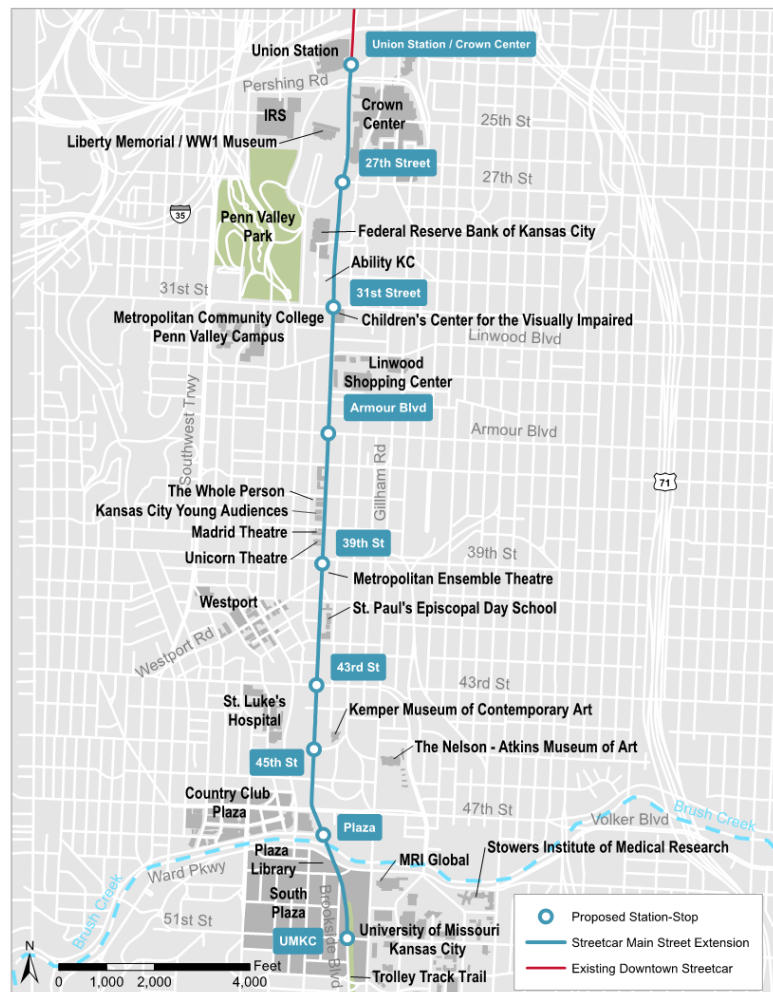 Union Station
Union Station / Crown Center
Pershing Rd
IRS
Crown
Center
25th St
Liberty Memorial / WW1 Museum
27th Street
27th St
35
Penn Valley
Park
Federal Reserve Bank of Kansas City
Ability KC
31st St
31st Street
Metropolitan Community College
Penn Valley Campus
Children's Center for the Visually Impaired
Linwood Blvd
Linwood
Shopping Center
Southwest Trwy
Armour Blvd
Armour Blvd
Gillham Rd
71
The Whole Person
Kansas City Young Audiences
Madrid Theatre
Unicorn Theatre
39th St
39th St
Metropolitan Ensemble Theatre
Westport
St. Paul's Episcopal Day School
Westport Rd
43rd St
43rd St
St. Luke's
Hospital
Kemper Museum of Contemporary Art
The Nelson - Atkins Museum of Art
45th St
Country Club
Plaza
47th St
Volker Blvd
Brush Creek
Plaza
Plaza
Library
MRI Global
Stowers Institute of Medical Research
Ward Pkwy
Brush Creek
South
Plaza
Brookside Blvd
51st St
UMKC
University of Missouri
Kansas City
Trolley Track Trail
Proposed Station-Stop
Streetcar Main Street Extension
Existing Downtown Streetcar
N
Feet
0 1,000 2,000 4,000